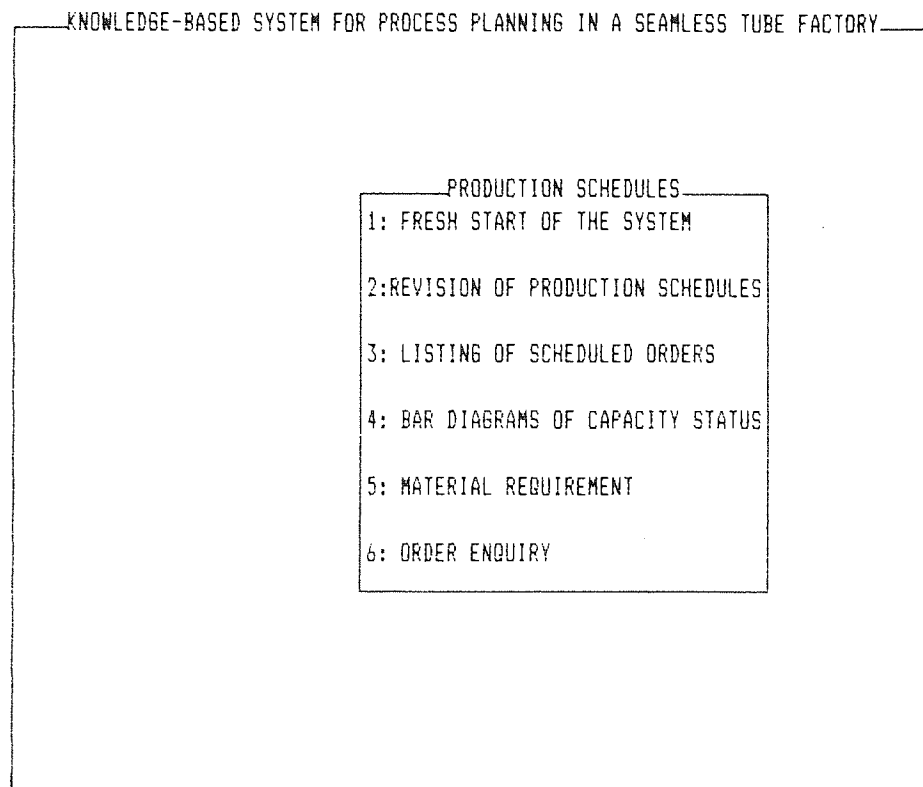 KNOWLEDGE-BASED SYSTEM FOR PROCESS PLANNING IN A SEAMLESS TUBE FACTORY
PRODUCTION SCHEDULES
1: FRESH START OF THE SYSTEM
2:REVISION OF PRODUCTION SCHEDULES
3: LISTING OF SCHEDULED ORDERS
4: BAR DIAGRAMS OF CAPACITY STATUS
5: MATERIAL REQUIREMENT
6: ORDER ENQUIRY